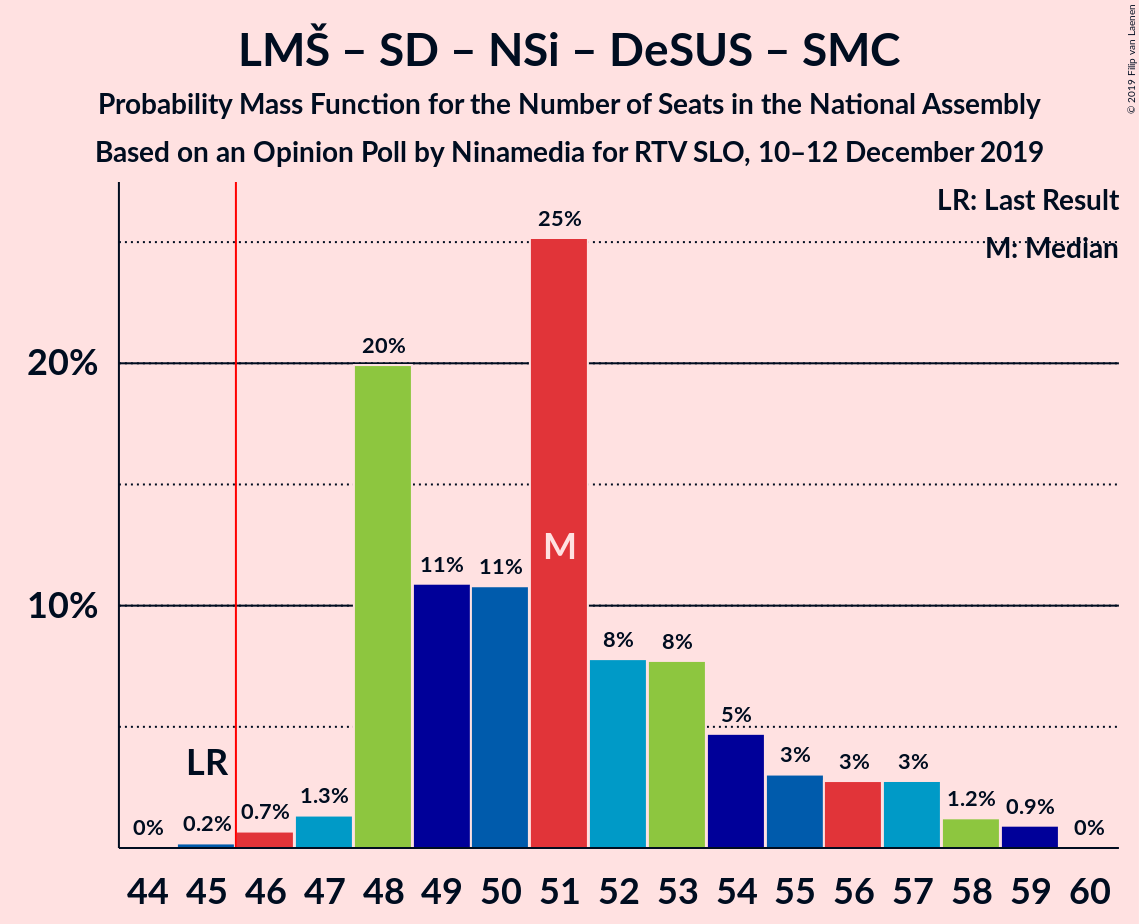 LMŠ – SD – NSi – DeSUS – SMC
Probability Mass Function for the Number of Seats in the National Assembly
Based on an Opinion Poll by Ninamedia for RTV SLO, 10–12 December 2019
© 2019 Filip van Laenen
LR: Last Result
M: Median
20%
10%
LR
M
0%
0.2%
0.7%
1.3%
20%
11%
11%
25%
8%
8%
5%
3%
3%
3%
1.2%
0.9%
0%
44 45 46 47 48 49 50 51 52 53 54 55 56 57 58 59 60